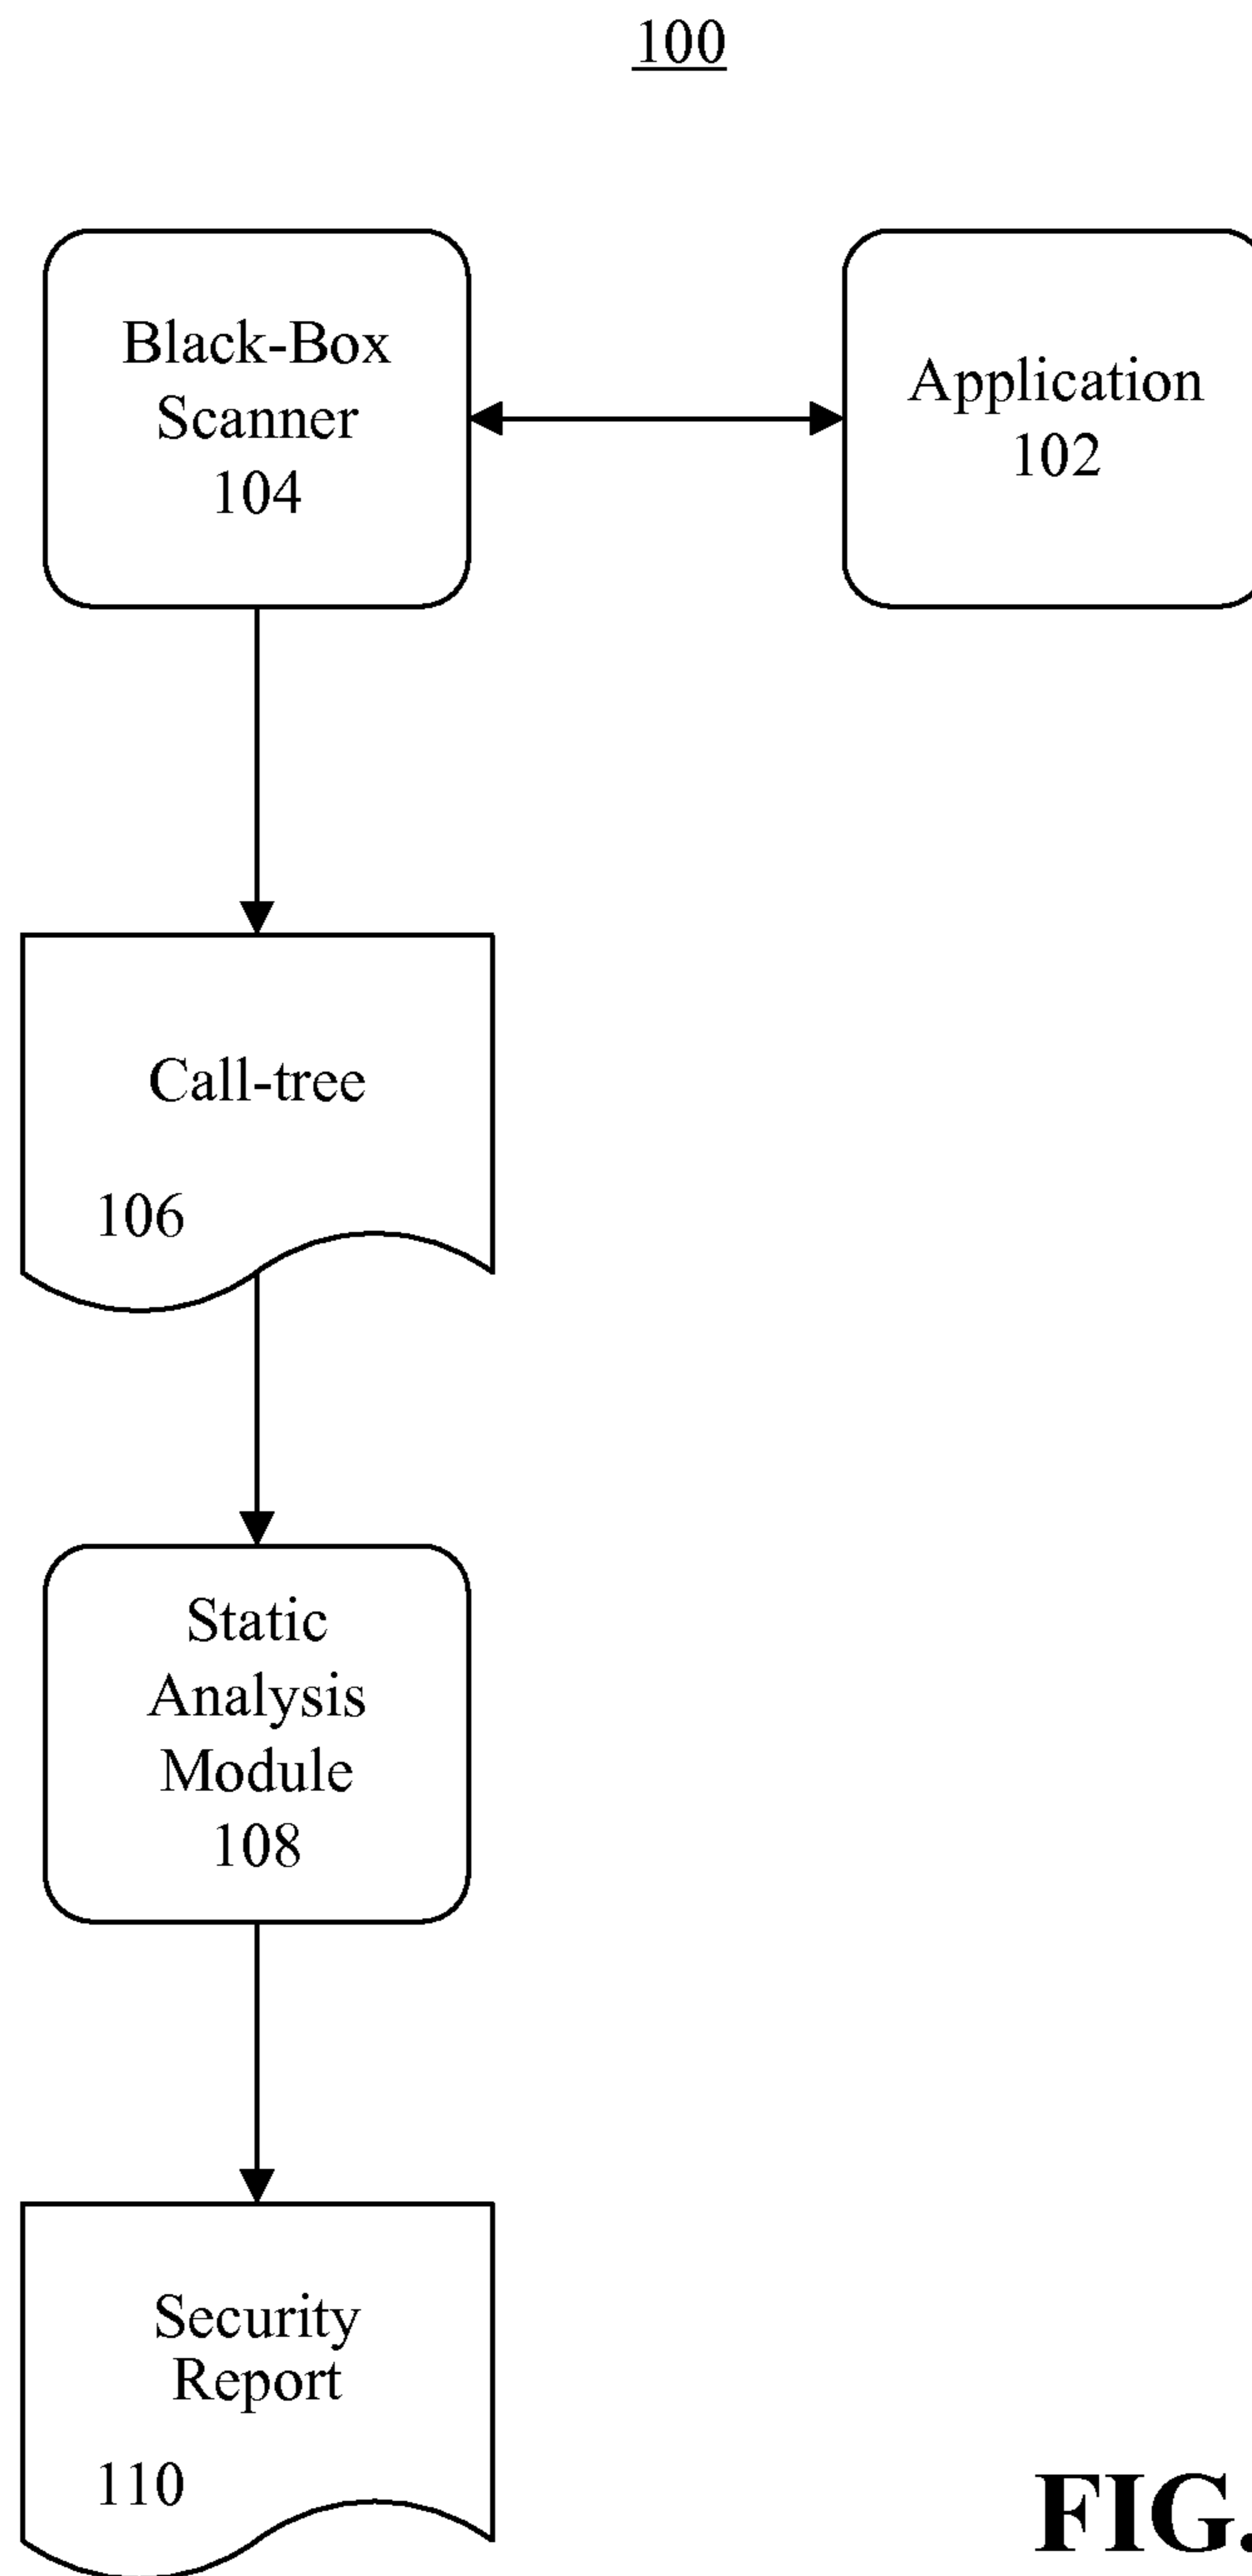 100
Black-Box
Scanner
104
Application
102
Call-tree
106
Static
Analysis
Module
108
Security
Report
110
FIG.